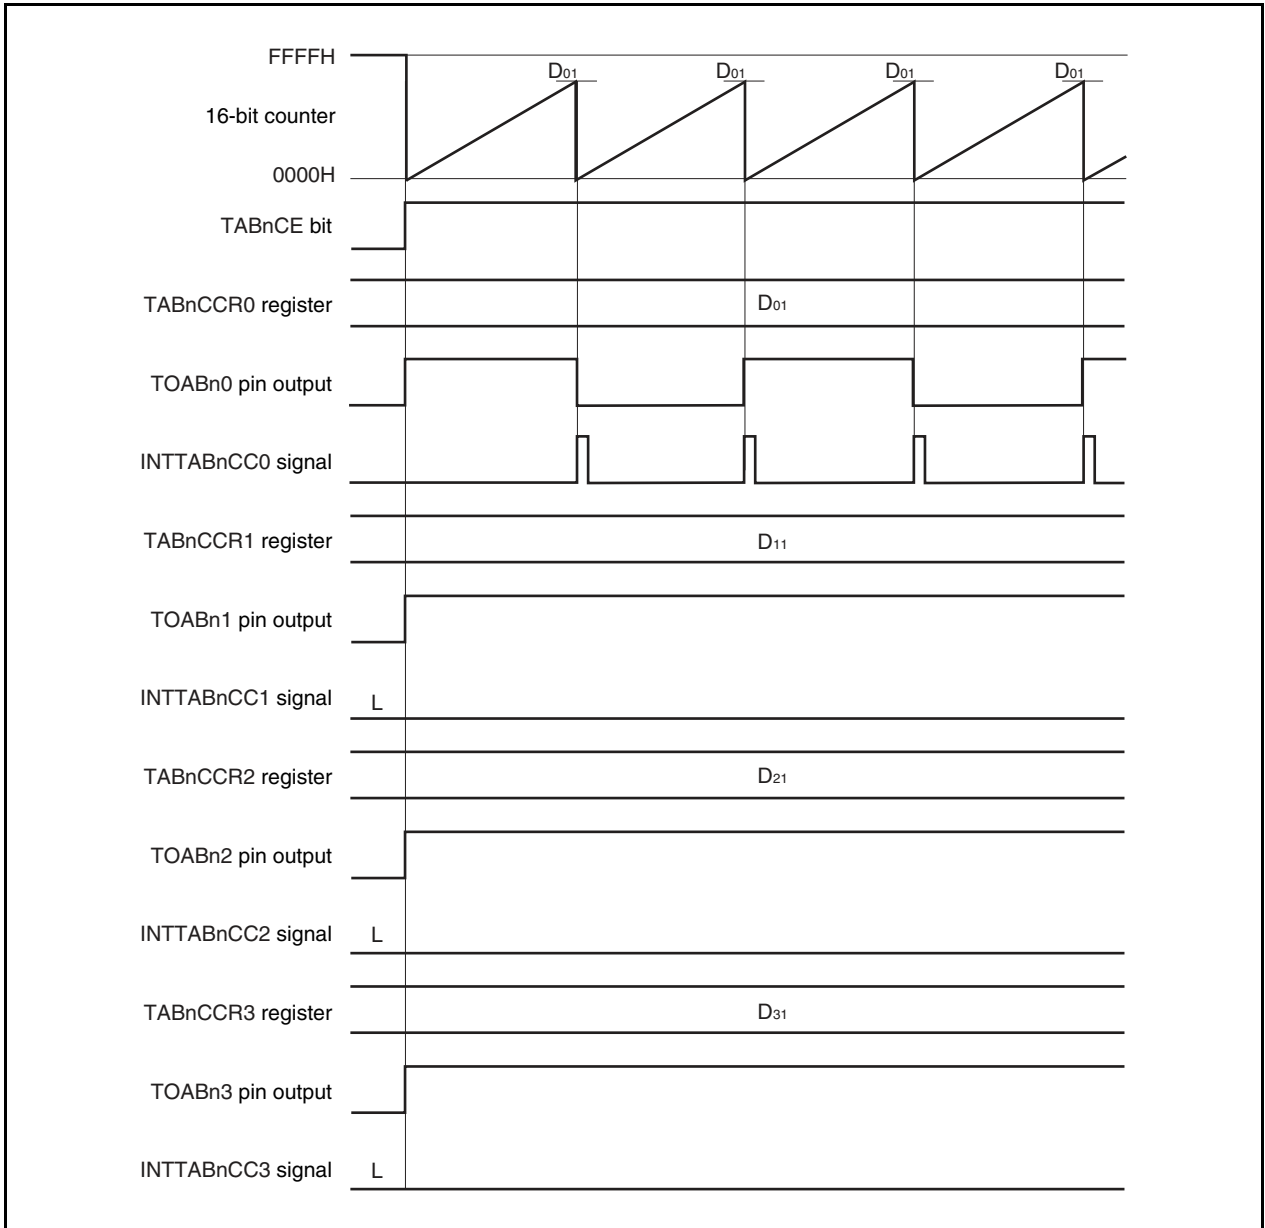 FFFFH
D01 D01 D01 D01
16-bit counter
0000H
TABnCE bit
TABnCCR0 register D01
TOABn0 pin output
INTTABnCC0 signal
TABnCCR1 register D11
TOABn1 pin output
INTTABnCC1 signal L
TABnCCR2 register D21
TOABn2 pin output
INTTABnCC2 signal L
TABnCCR3 register D31
TOABn3 pin output
INTTABnCC3 signal L